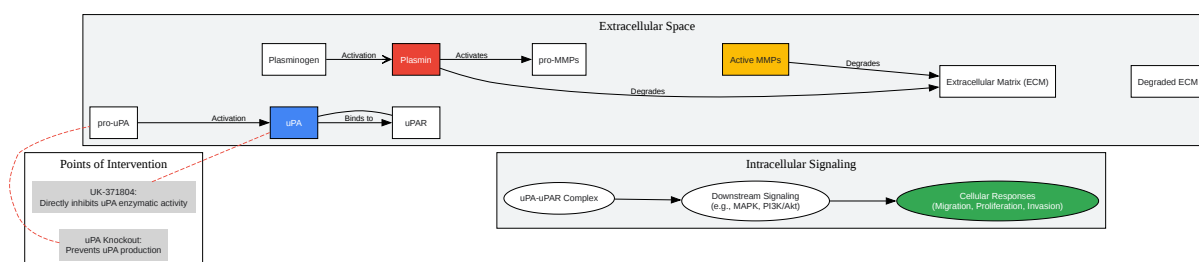 Extracellular Space
Plasminogen
Activation
Plasmin
Activates
pro-MMPs
Active MMPs
Degrades
Extracellular Matrix (ECM)
Degraded ECM
Degrades
pro-uPA
Activation
uPA
Binds to
uPAR
Points of Intervention
UK-371804:
Directly inhibits uPA enzymatic activity
uPA Knockout:
Prevents uPA production
Intracellular Signaling
uPA-uPAR Complex
Downstream Signaling
(e.g., MAPK, PI3K/Akt)
Cellular Responses
(Migration, Proliferation, Invasion)